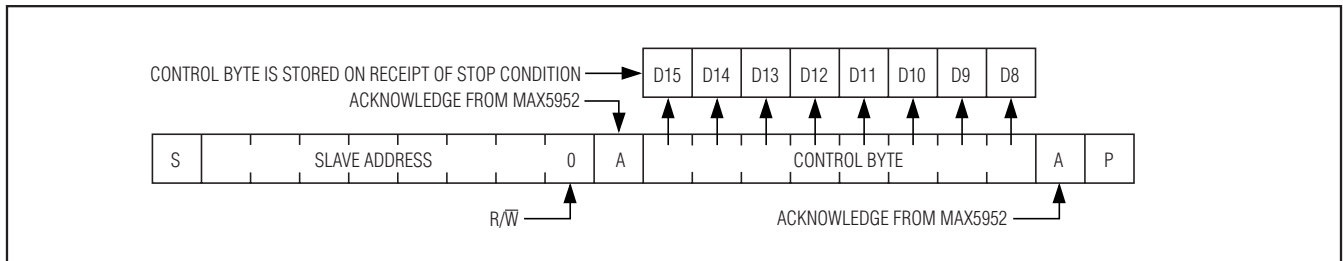 D15 D14 D13 D12 D11 D10 D9 D8
CONTROL BYTE IS STORED ON RECEIPT OF STOP CONDITION
ACKNOWLEDGE FROM MAX5952
S SLAVE ADDRESS 0 A CONTROL BYTE A P
R/W̅ ACKNOWLEDGE FROM MAX5952